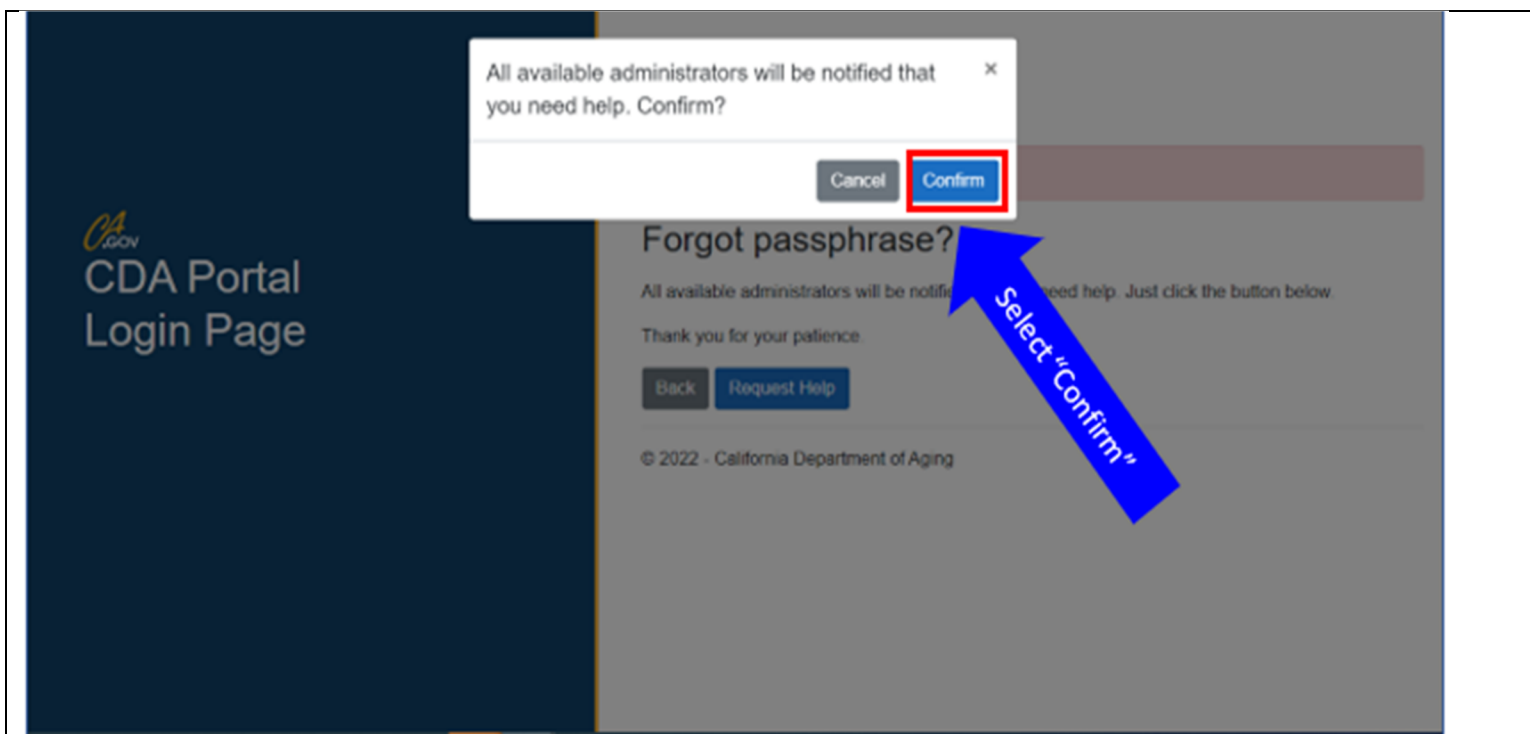 All available administrators will be notified that
you need help. Confirm?
×
Cancel
Confirm
CA.GOV
CDA Portal
Login Page
Forgot passphrase?
All available administrators will be need help. Just click the button below.
Thank you for your patience.
Back
Request Help
© 2022 - California Department of Aging
Select “Confirm”